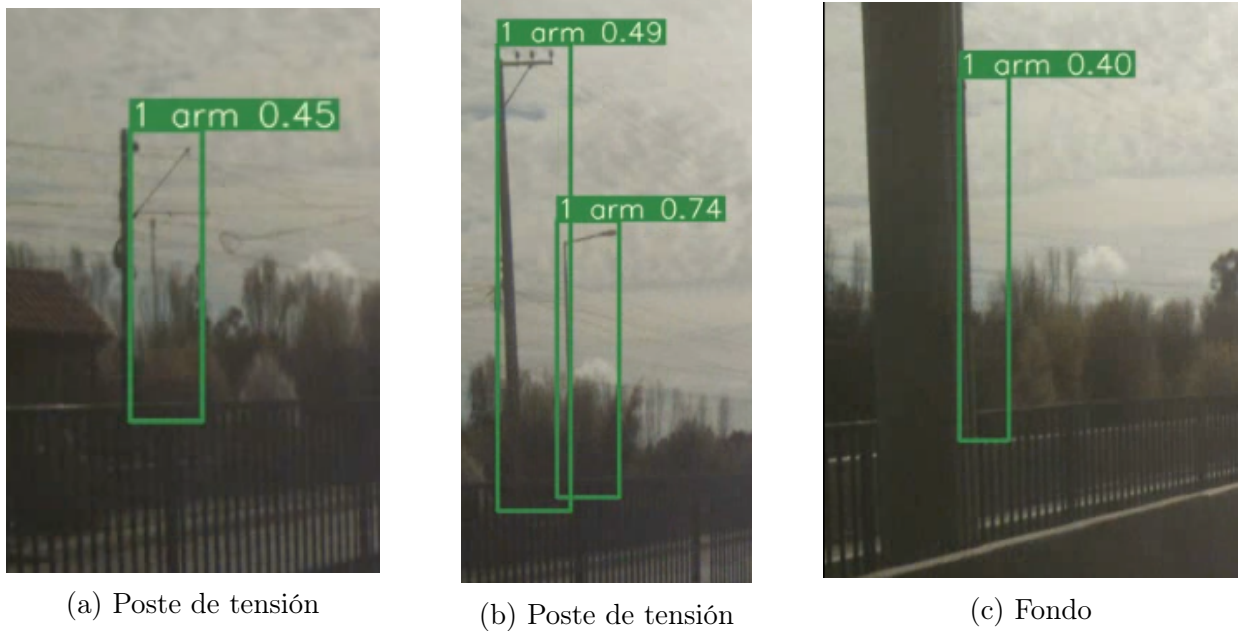 1 arm 0.45
1 arm 0.49
1 arm 0.74
1 arm 0.40
(a) Poste de tensión
(b) Poste de tensión
(c) Fondo